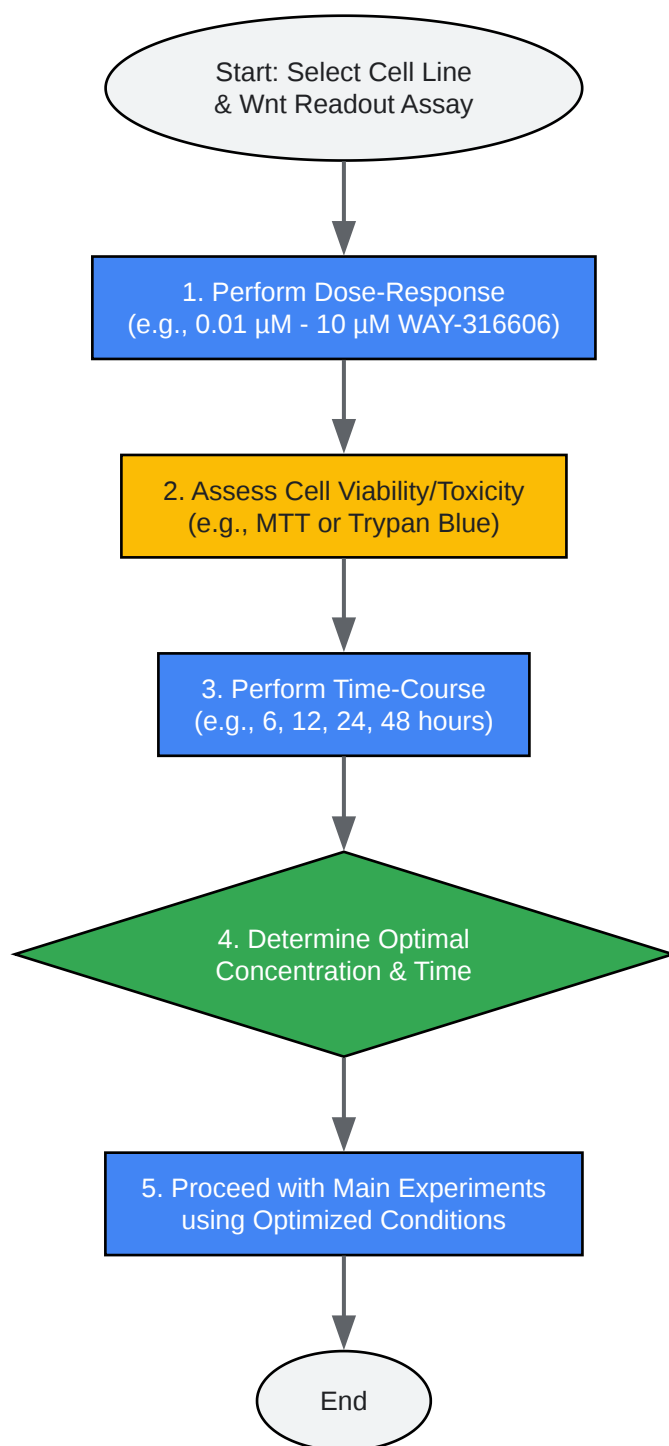 Start: Select Cell Line
& Wnt Readout Assay
1. Perform Dose-Response
(e.g., 0.01 µM - 10 µM WAY-316606)
2. Assess Cell Viability/Toxicity
(e.g., MTT or Trypan Blue)
3. Perform Time-Course
(e.g., 6, 12, 24, 48 hours)
4. Determine Optimal
Concentration & Time
5. Proceed with Main Experiments
using Optimized Conditions
End